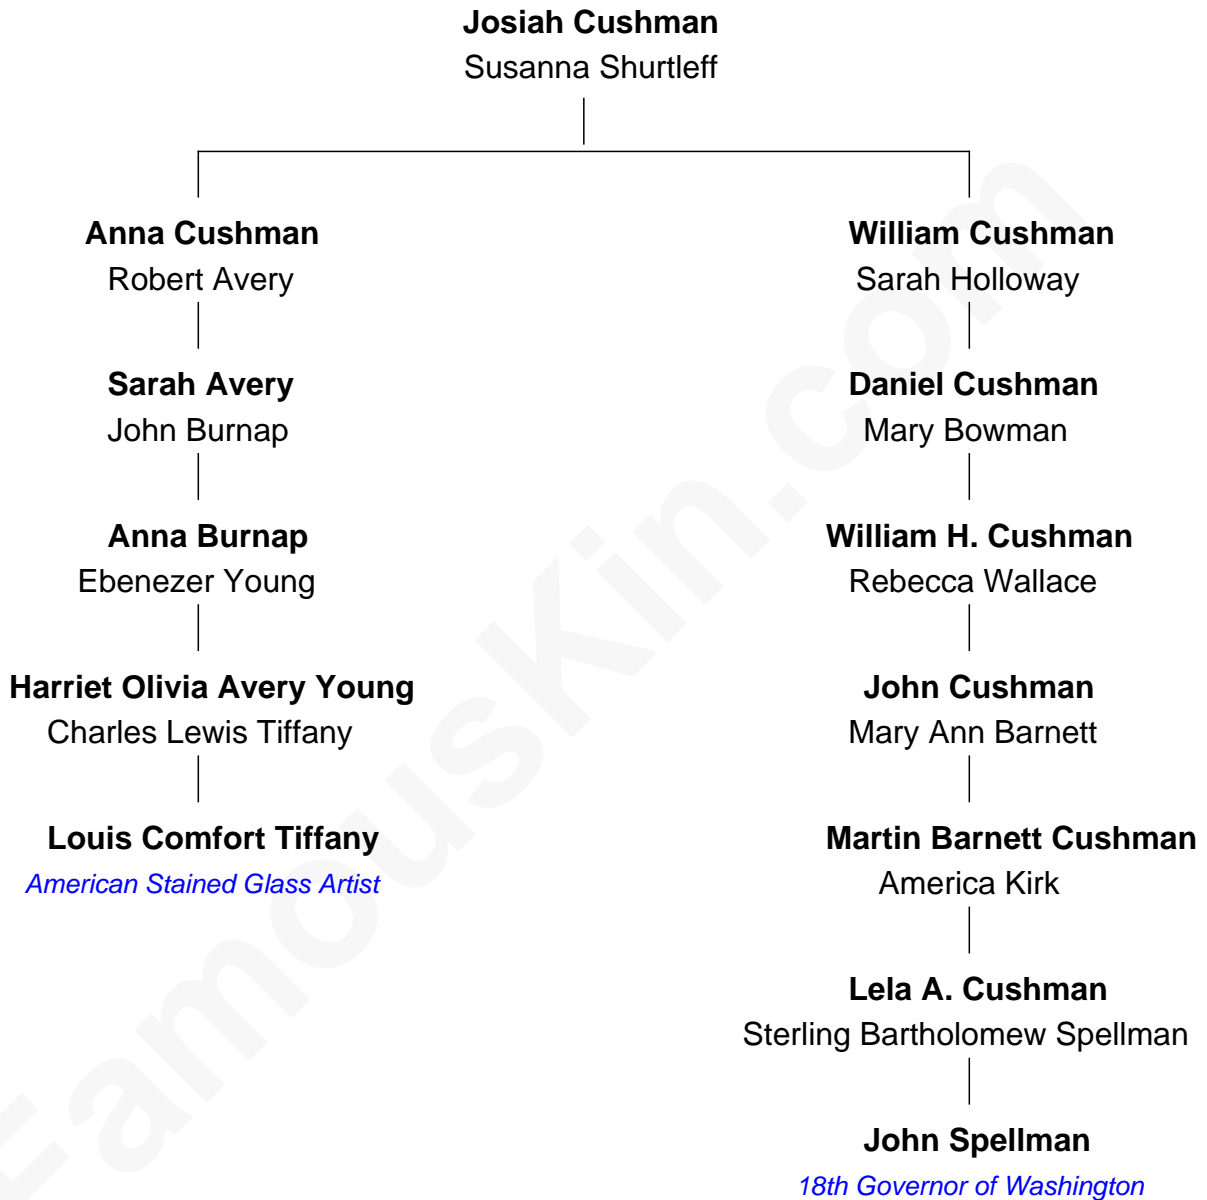 Josiah Cushman
Susanna Shurtleff
Anna Cushman
Robert Avery
William Cushman
Sarah Holloway
Sarah Avery
John Burnap
Daniel Cushman
Mary Bowman
Anna Burnap
Ebenezer Young
William H. Cushman
Rebecca Wallace
Harriet Olivia Avery Young
Charles Lewis Tiffany
John Cushman
Mary Ann Barnett
Louis Comfort Tiffany
American Stained Glass Artist
Martin Barnett Cushman
America Kirk
Lela A. Cushman
Sterling Bartholomew Spellman
John Spellman
18th Governor of Washington
FamousKin.com